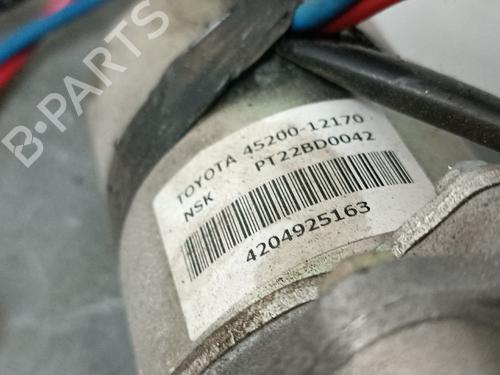 TOYOTA 45200-12170
NSK PT22BD0042
4204925163
B-PARTS